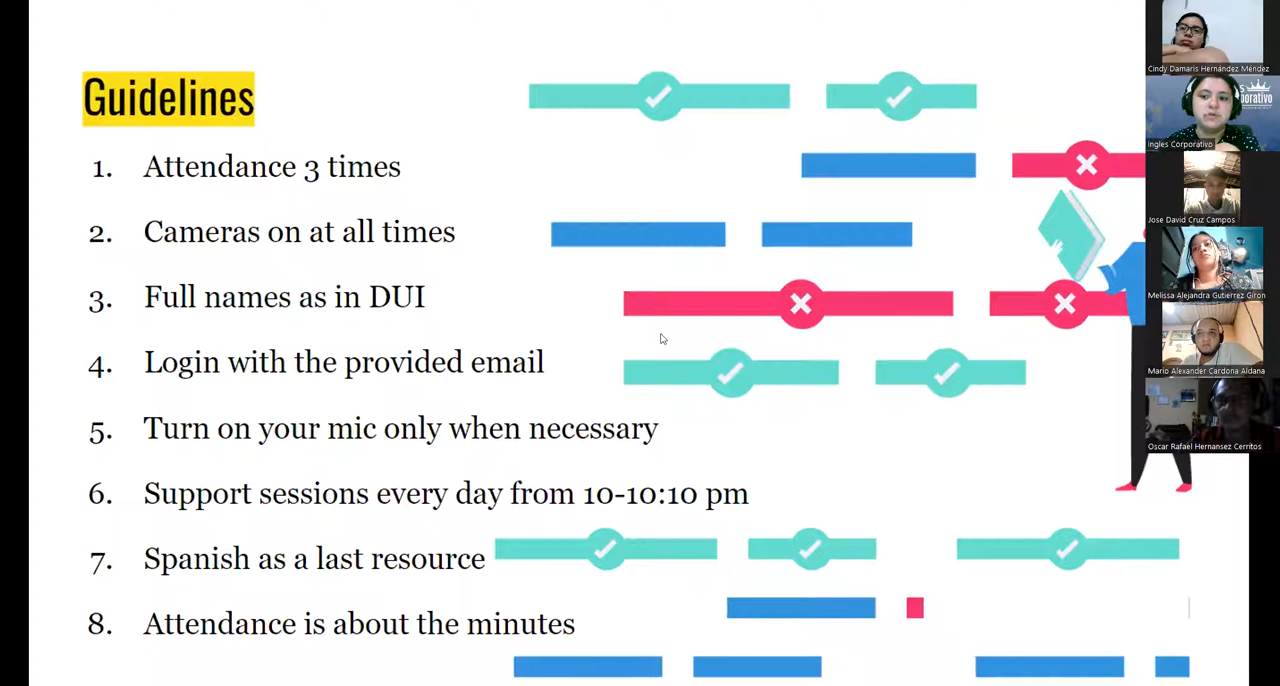 Guidelines
1. Attendance 3 times
2. Cameras on at all times
3. Full names as in DUI
4. Login with the provided email
5. Turn on your mic only when necessary
6. Support sessions every day from 10-10:10 pm
7. Spanish as a last resource
8. Attendance is about the minutes
Cindy Damaris Hernández Méndez
Ingles Corporativo
Jose David Cruz Campos
Melissa Alejandra Gutierrez Giron
Mario Alexander Cardona Aldana
Oscar Rafael Hernansez Cerritos